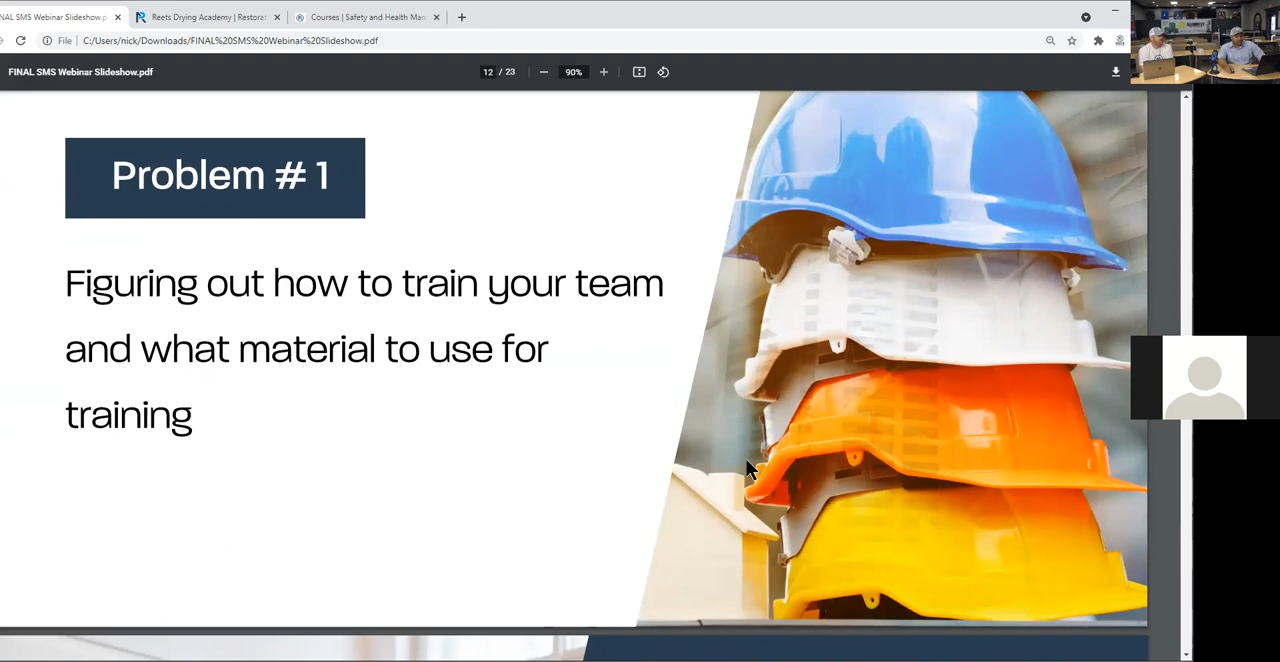 NAL SMS Webinar Slideshow.p
Reets Drying Academy | Restorat
Courses | Safety and Health Man
File
C:/Users/nick/Downloads/FINAL%20SMS%20Webinar%20Slideshow.pdf
FINAL SMS Webinar Slideshow.pdf
12 / 23
90%
Problem # 1
Figuring out how to train your team
and what material to use for
training